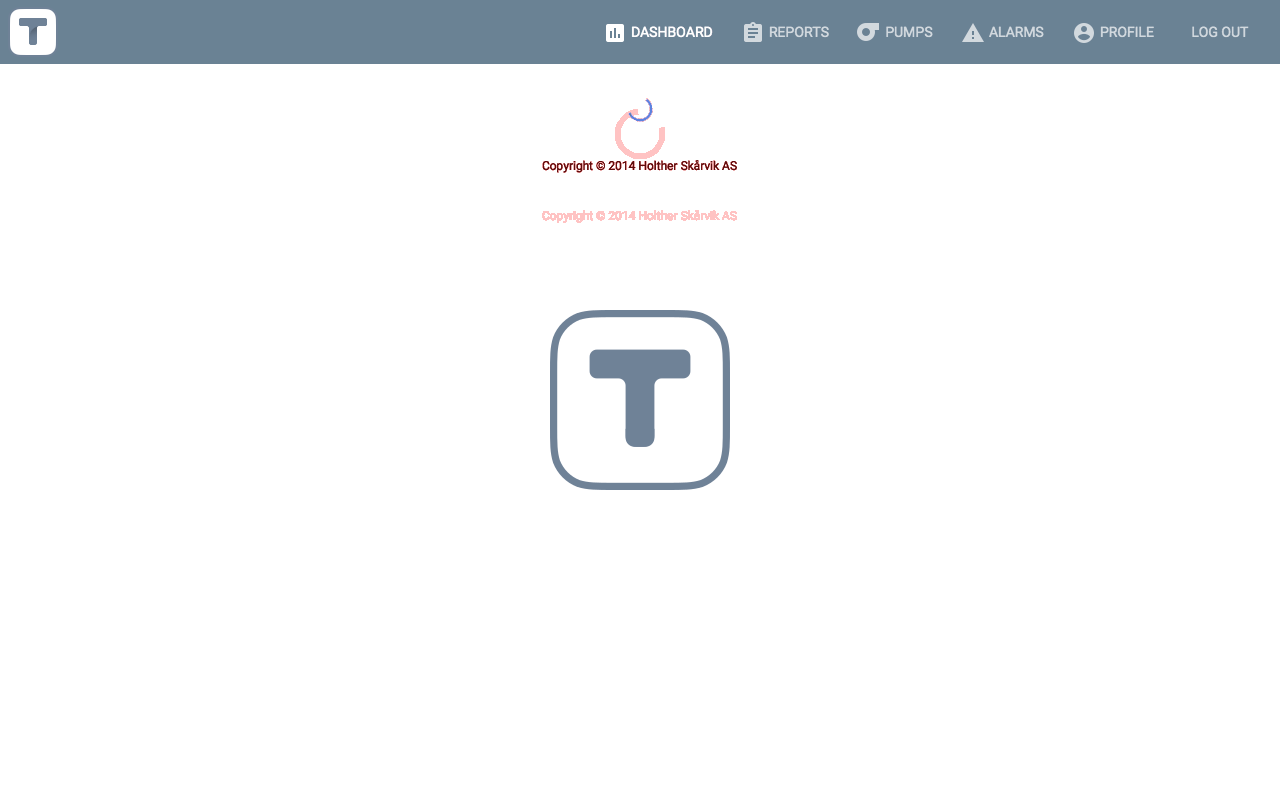 T
DASHBOARD
REPORTS
PUMPS
ALARMS
PROFILE
LOG OUT
Copyright © 2014 Holther Skårvik AS
Copyright © 2014 Holther Skårvik AS
T